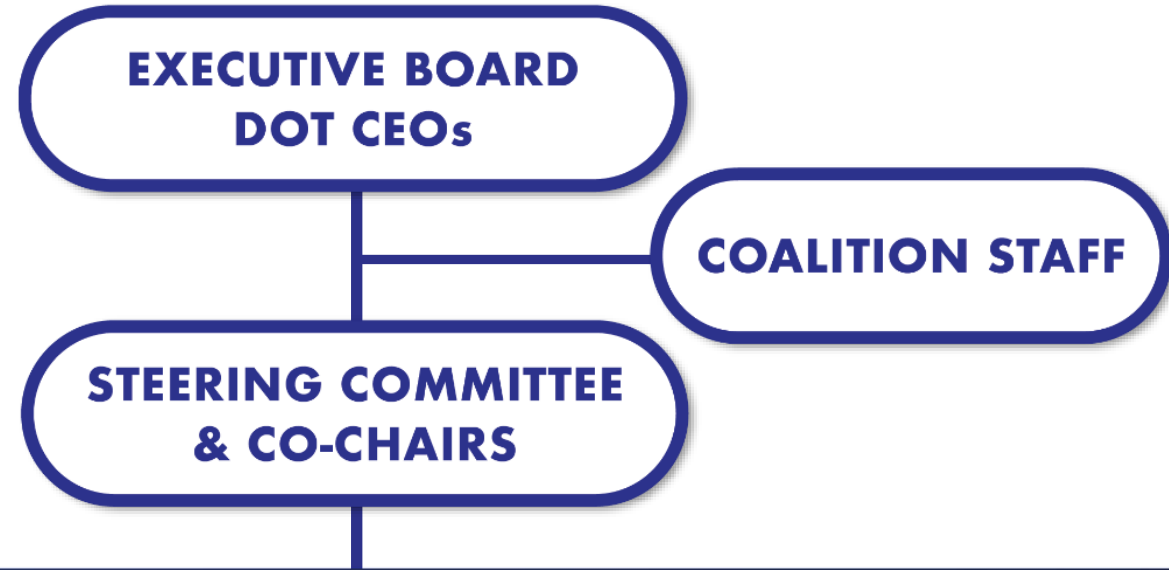 EXECUTIVE BOARD
DOT CEOs
COALITION STAFF
STEERING COMMITTEE
& CO-CHAIRS